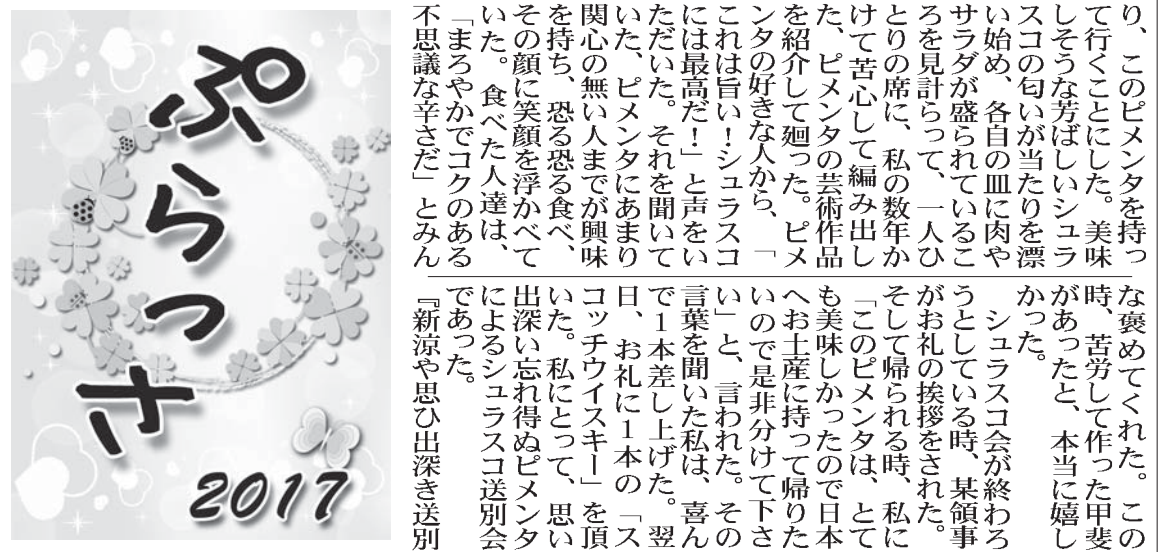 ぷらっさ
2017
り、このピメンタを持っ
て行くことにした。美味
しそうな芳ばしいシュラ
スコの匂いが当たりを漂
い始め、各自の皿に肉や
サラダが盛られているこ
ろを見計らって、一人ひ
とりの席に、私の数年か
けて苦心して編み出し
た、ピメンタの芸術作品
を紹介して廻った。ピメ
ンタの好きな人から、「
これは旨い！シュラスコ
には最高だ！」と声をい
ただいた。それを聞いて
いた、ピメンタにあまり
関心の無い人までが興味
を持ち、恐る恐る食べ、
その顔に笑顔を浮かべて
いた。食べた人達は、
「まろやかでコクのある
不思議な辛さだ」とみん
な褒めてくれた。この
時、苦労して作った甲斐
があったと、本当に嬉し
かった。
シュラスコ会が終わろ
うとしている時、某領事
がお礼の挨拶をされた。
そして帰られる時、私に
「このピメンタは、とて
も美味しかったので日本
へお土産に持って帰りた
いので是非分けて下さ
い」と、言われた。その
言葉を聞いた私は、喜ん
で1本差し上げた。翌
日、お礼に1本の「ス
コッチウイスキー」を頂
いた。私にとって、思い
出深い忘れ得ぬピメンタ
によるシュラスコ送別会
であった。
『新涼や思ひ出深き送別